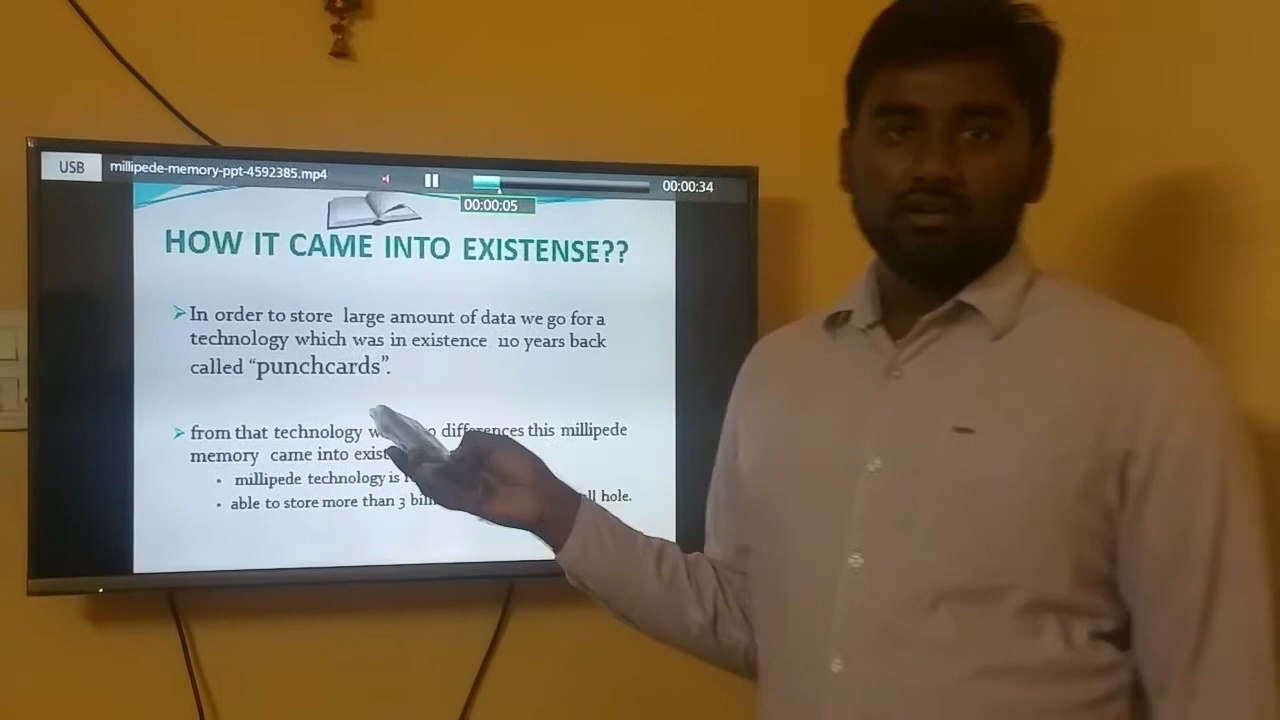 USB millipede-memory-ppt-4592385.mp4 00:00:34
00:00:05
HOW IT CAME INTO EXISTENSE??
In order to store large amount of data we go for a
technology which was in existence 110 years back
called “punchcards”.
from that technology differences this millipede
memory came into
millipede technology is
able to store more than 3 hole.